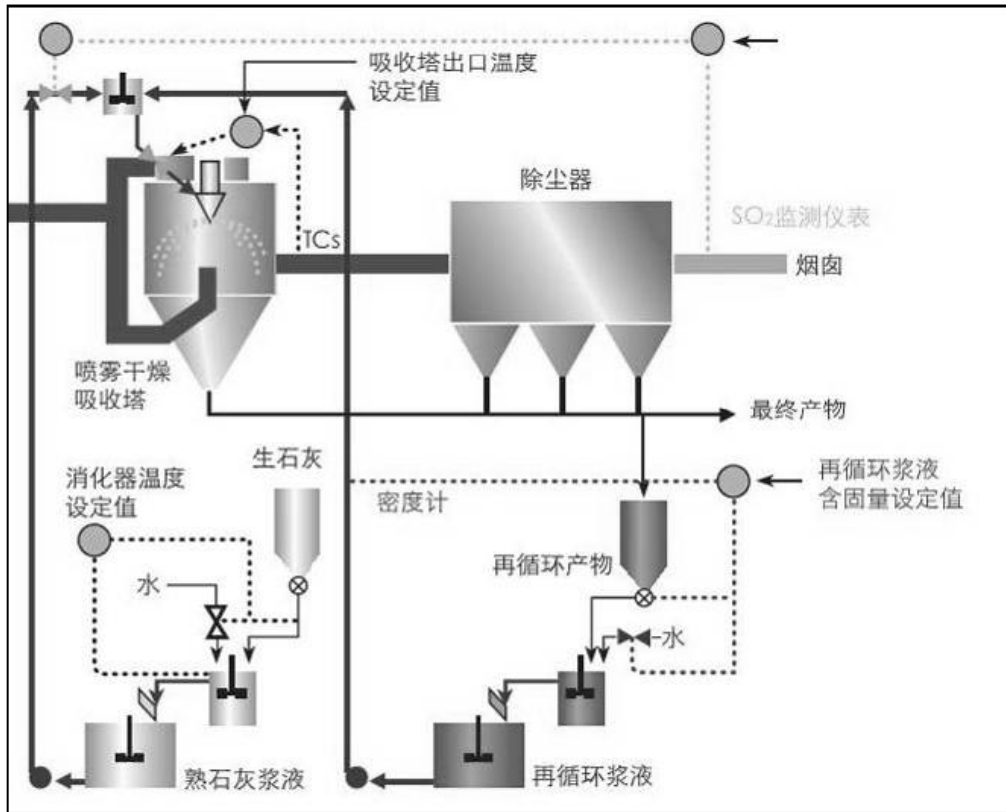 吸收塔出口温度
设定值
除尘器
SO₂监测仪表
TCs
烟囱
喷雾干燥
吸收塔
最终产物
生石灰
消化器温度
设定值
密度计
再循环浆液
含固量设定值
再循环产物
水
水
熟石灰浆液
再循环浆液